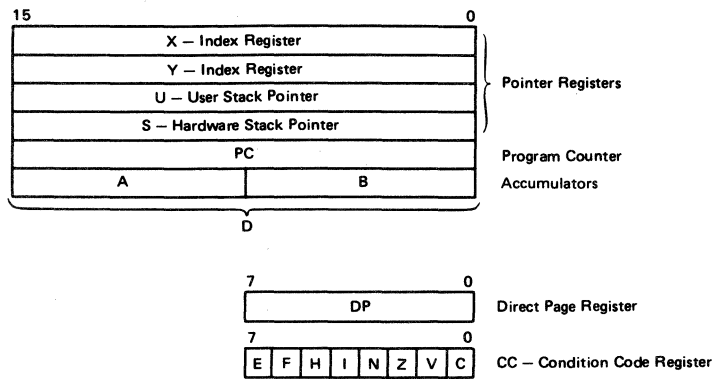 15 0
X — Index Register
Y — Index Register
U — User Stack Pointer
S — Hardware Stack Pointer
Pointer Registers
PC Program Counter
A B Accumulators
D
7 0
DP Direct Page Register
7 0
E F H I N Z V C CC — Condition Code Register